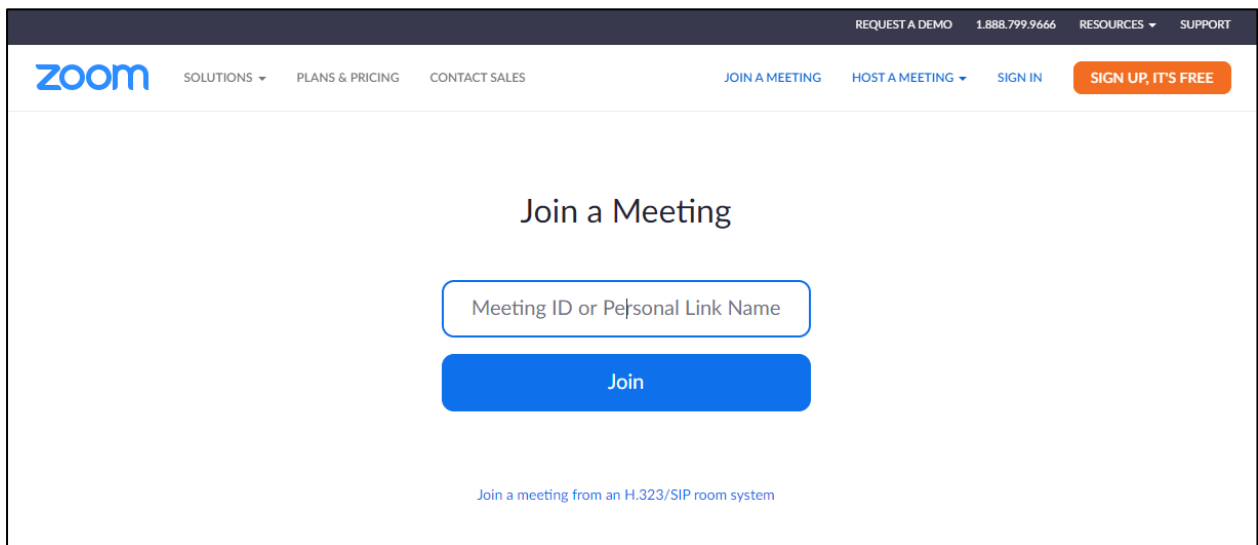 REQUEST A DEMO 1.888.799.9666 RESOURCES SUPPORT
zoom SOLUTIONS PLANS & PRICING CONTACT SALES JOIN A MEETING HOST A MEETING SIGN IN SIGN UP, IT'S FREE
Join a Meeting
Meeting ID or Personal Link Name
Join
Join a meeting from an H.323/SIP room system